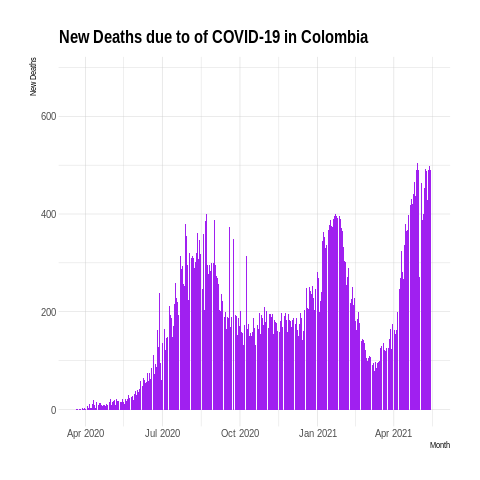 New Deaths due to of COVID-19 in Colombia
New Deaths
600
400
200
0
Apr 2020 Jul 2020 Oct 2020 Jan 2021 Apr 2021
Month